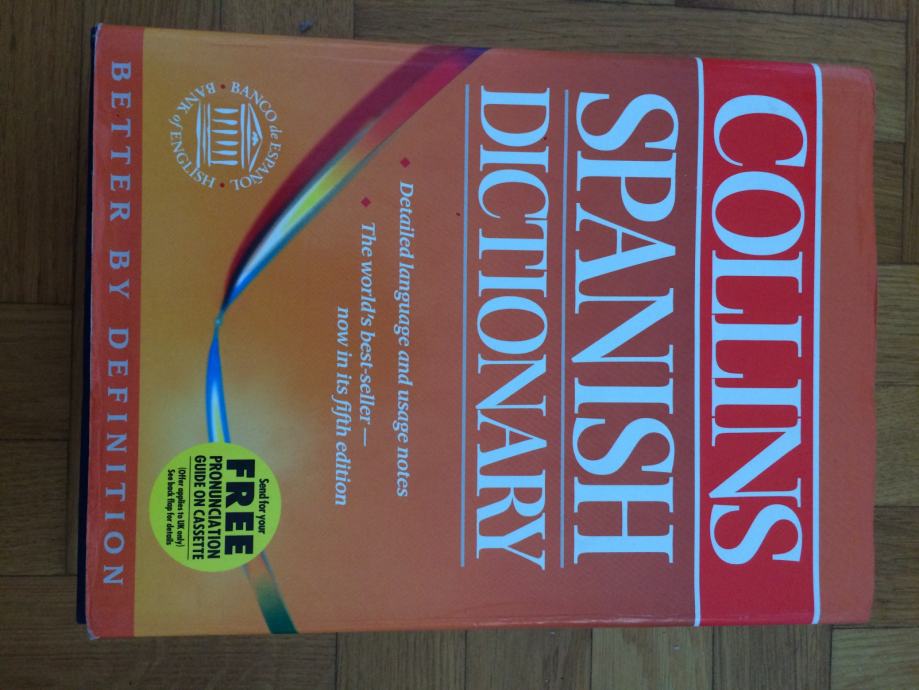 COLLINS
SPANISH
DICTIONARY
◆ Detailed language and usage notes
◆ The world's best-seller —
now in its fifth edition
BANCO de ESPAÑOL • BANK of ENGLISH •
Send for your
FREE
PRONUNCIATION
GUIDE ON CASSETTE
(Offer applies to UK only)
See back flap for details
BETTER BY DEFINITION